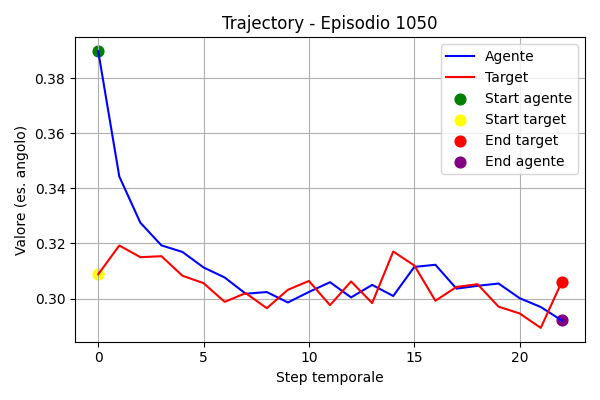 Trajectory - Episodio 1050
Agente
Target
Start agente
Start target
End target
End agente
Valore (es. angolo)
0.38
0.36
0.34
0.32
0.30
0
5
10
15
20
Step temporale